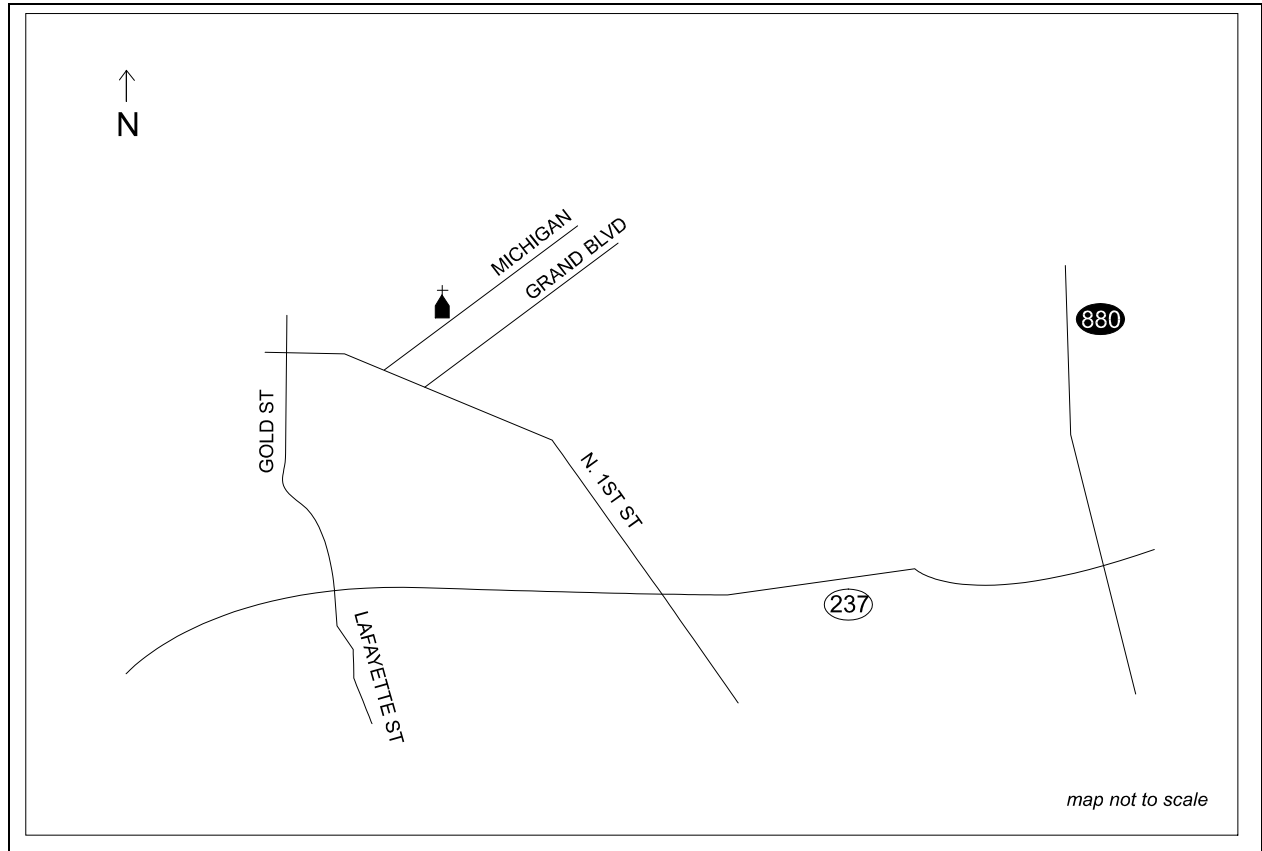 N
MICHIGAN
GRAND BLVD
880
GOLD ST
N. 1ST ST
237
LAFAYETTE ST
map not to scale